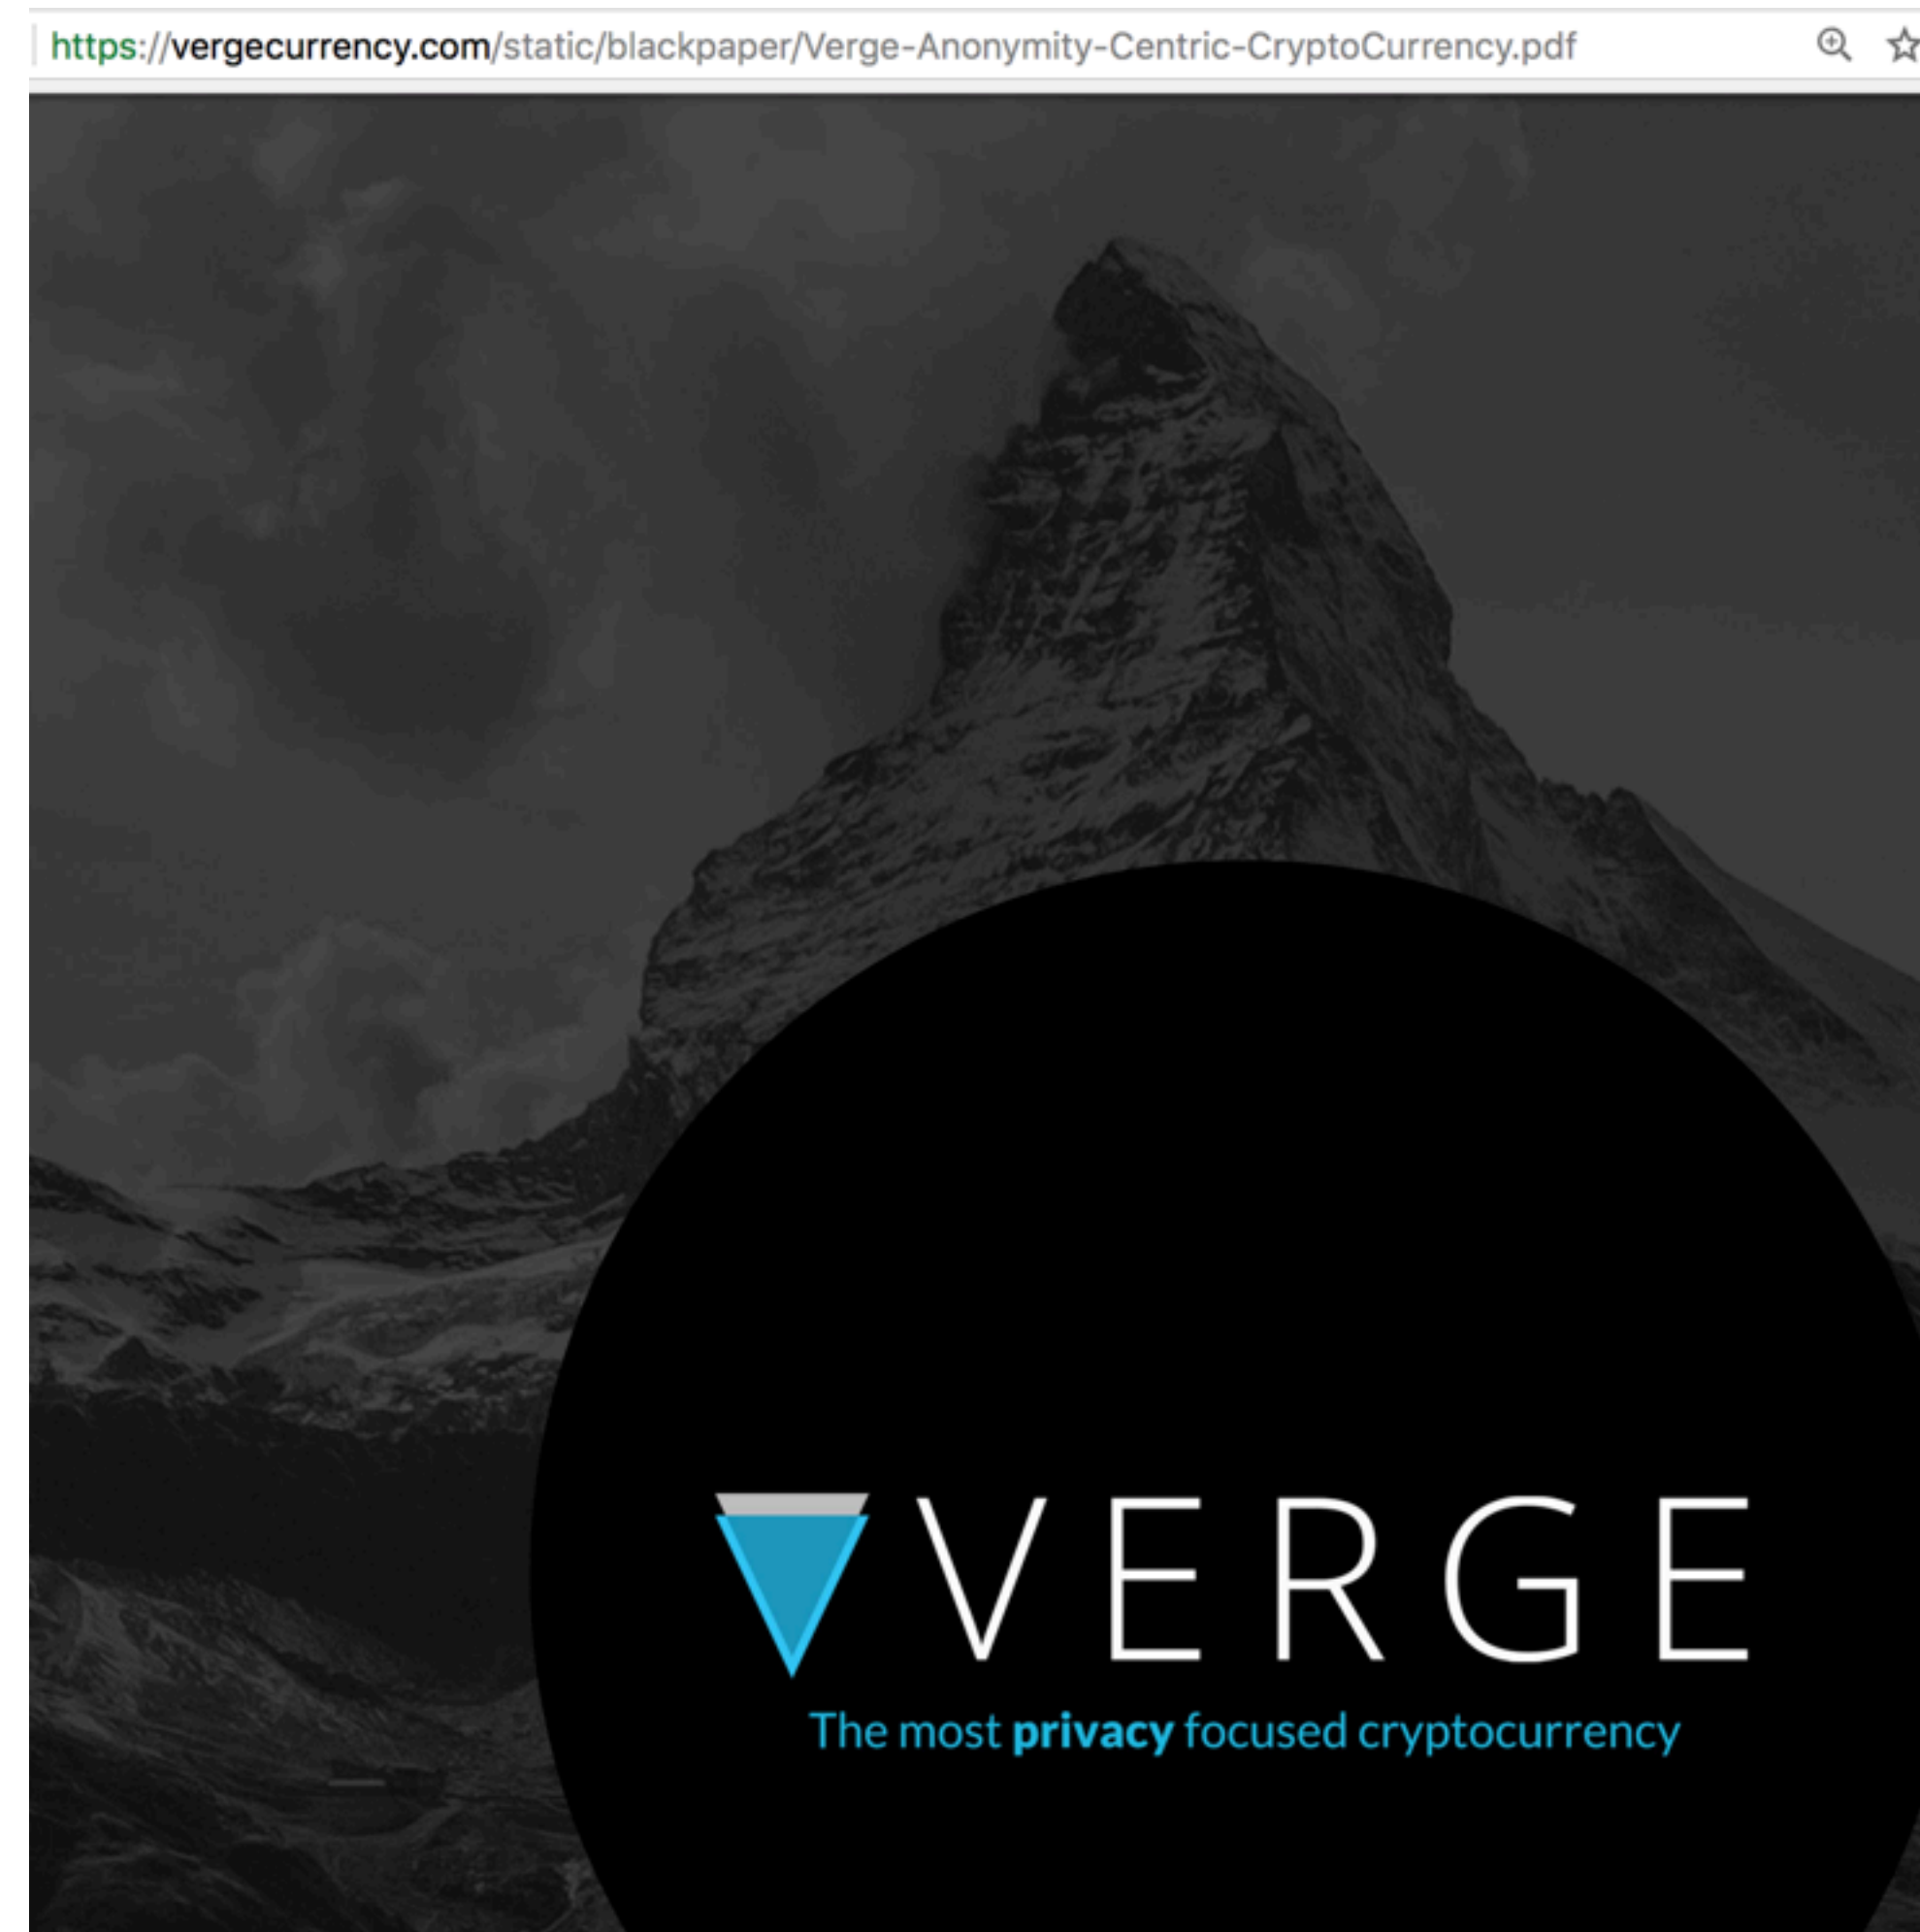 https://vergecurrency.com/static/blackpaper/Verge-Anonymity-Centric-CryptoCurrency.pdf
VERGE
The most privacy focused cryptocurrency